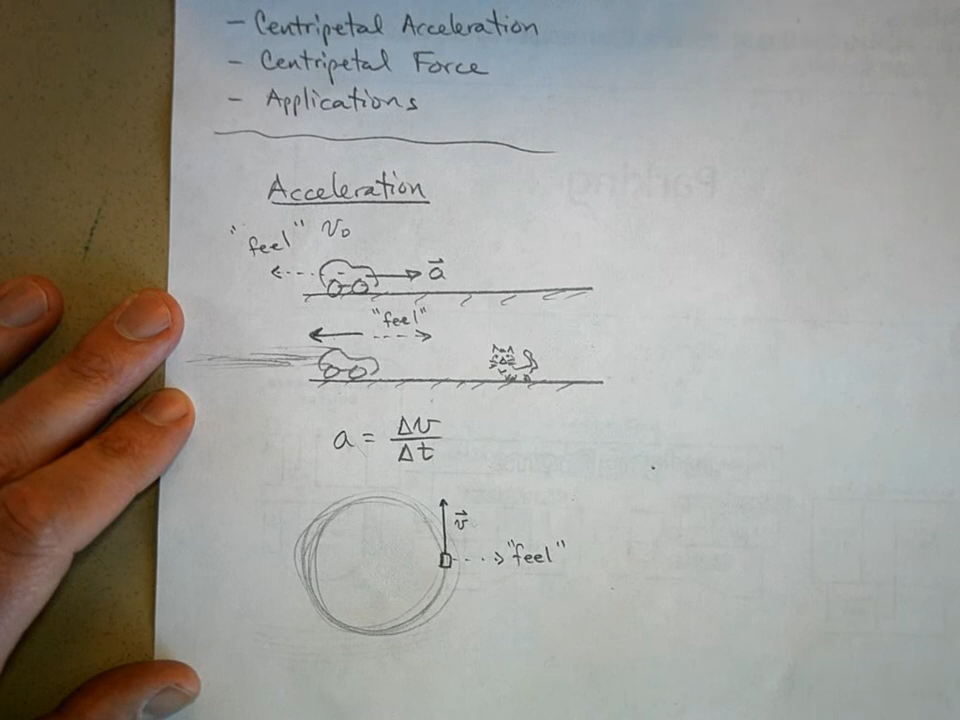 - Centripetal Acceleration
- Centripetal Force
- Applications
Acceleration
"feel" v₀
a⃗
"feel"
a = Δv/Δt
v⃗
"feel"